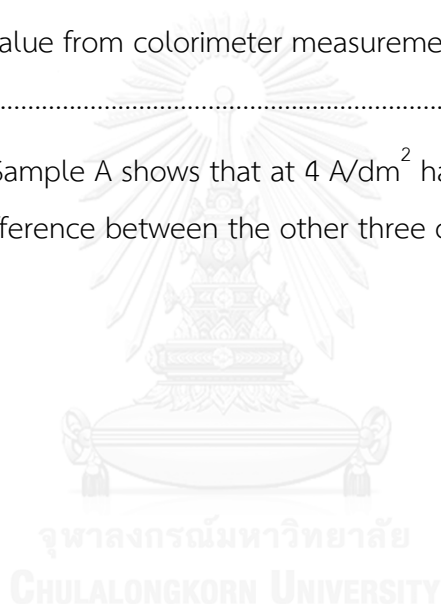 alue from colorimeter measureme
................................................................
Sample A shows that at 4 A/dm² ha
ference between the other three
จุฬาลงกรณ์มหาวิทยาลัย
CHULALONGKORN UNIVERSITY